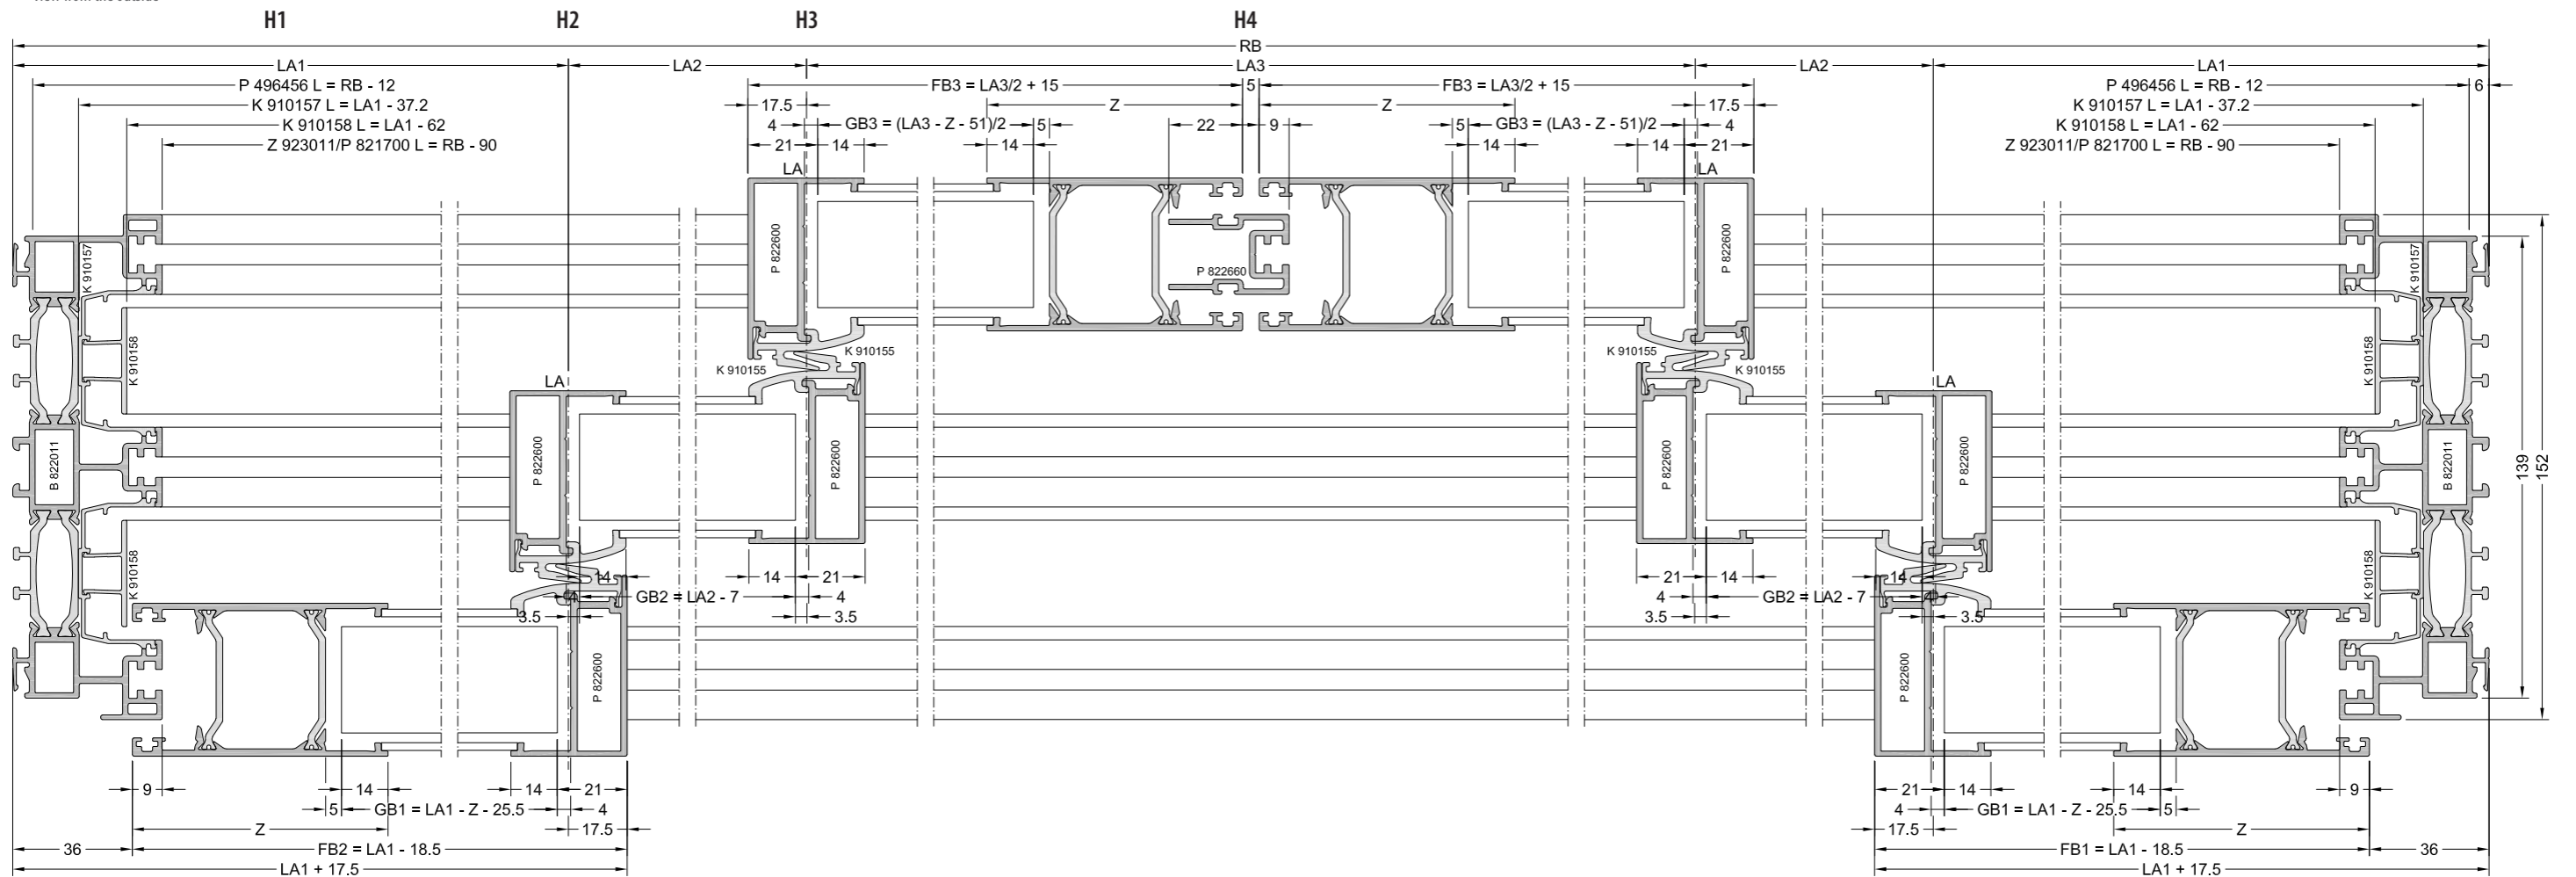 H1 H2 H3 H4
RB
LA1 LA2 LA3 LA2 LA1
P 496456 L = RB - 12 FB3 = LA3/2 + 15 5 FB3 = LA3/2 + 15 P 496456 L = RB - 12 6
K 910157 L = LA1 - 37.2 17.5 Z Z 17.5 K 910157 L = LA1 - 37.2
K 910158 L = LA1 - 62 4 GB3 = (LA3 - Z - 51)/2 5 22 9 5 GB3 = (LA3 - Z - 51)/2 4 K 910158 L = LA1 - 62
Z 923011/P 821700 L = RB - 90 21 14 14 14 14 21 Z 923011/P 821700 L = RB - 90
LA LA
K 910157 P 822600 P 822660 P 822600 K 910157
K 910158 K 910155 K 910155 K 910158
K 910155 K 910155
LA LA
B 822011 P 822600 P 822600 P 822600 P 822600 B 822011 139 152
K 910158 14 14 21 21 14 14 K 910158
4 GB2 = LA2 - 7 4 4 GB2 = LA2 - 7 4
3.5 3.5 3.5 3.5
P 822600 P 822600
9 14 14 21 21 14 14 9
5 GB1 = LA1 - Z - 25.5 4 4 GB1 = LA1 - Z - 25.5 5
Z 17.5 17.5 Z
36 FB2 = LA1 - 18.5 FB1 = LA1 - 18.5 36
LA1 + 17.5 LA1 + 17.5